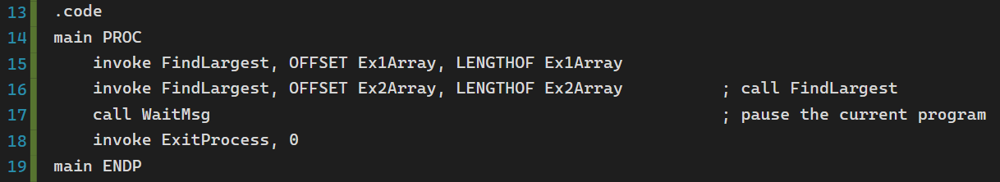 13 .code
14 main PROC
15     invoke FindLargest, OFFSET Ex1Array, LENGTHOF Ex1Array
16     invoke FindLargest, OFFSET Ex2Array, LENGTHOF Ex2Array          ; call FindLargest
17     call WaitMsg                                                    ; pause the current program
18     invoke ExitProcess, 0
19 main ENDP